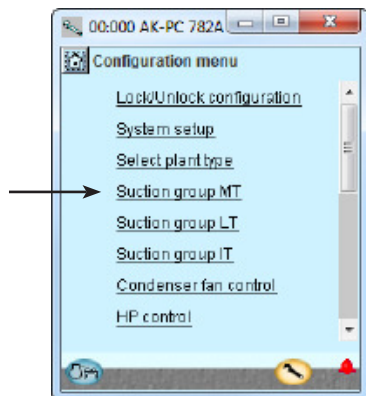 00:000 AK-PC 782A
Configuration menu
Lock/Unlock configuration
System setup
Select plant type
Suction group MT
Suction group LT
Suction group IT
Condenser fan control
HP control